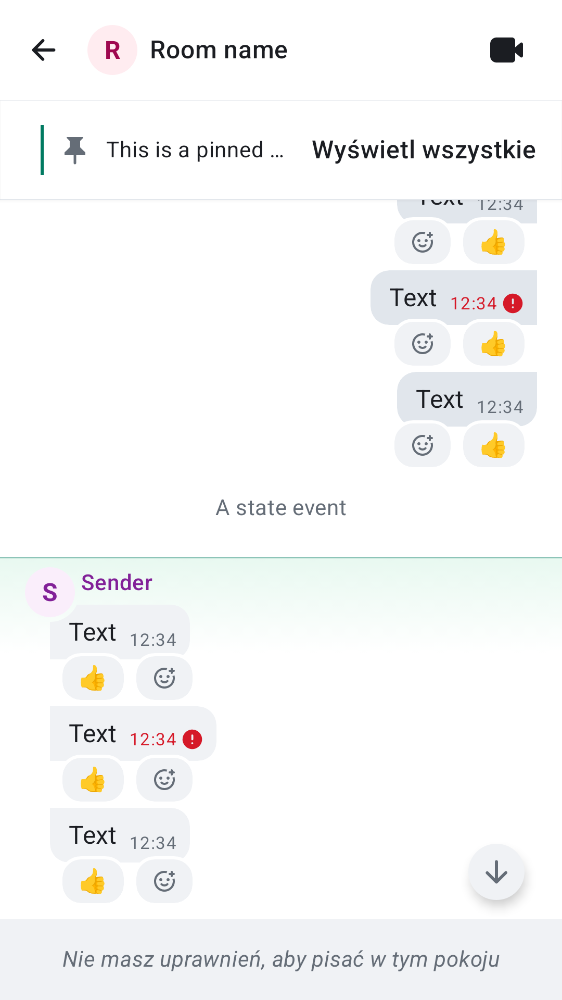 R Room name
This is a pinned … Wyświetl wszystkie
Text 12:34
👍
Text 12:34
👍
Text 12:34
👍
A state event
S Sender
Text 12:34
👍
Text 12:34
👍
Text 12:34
👍
Nie masz uprawnień, aby pisać w tym pokoju